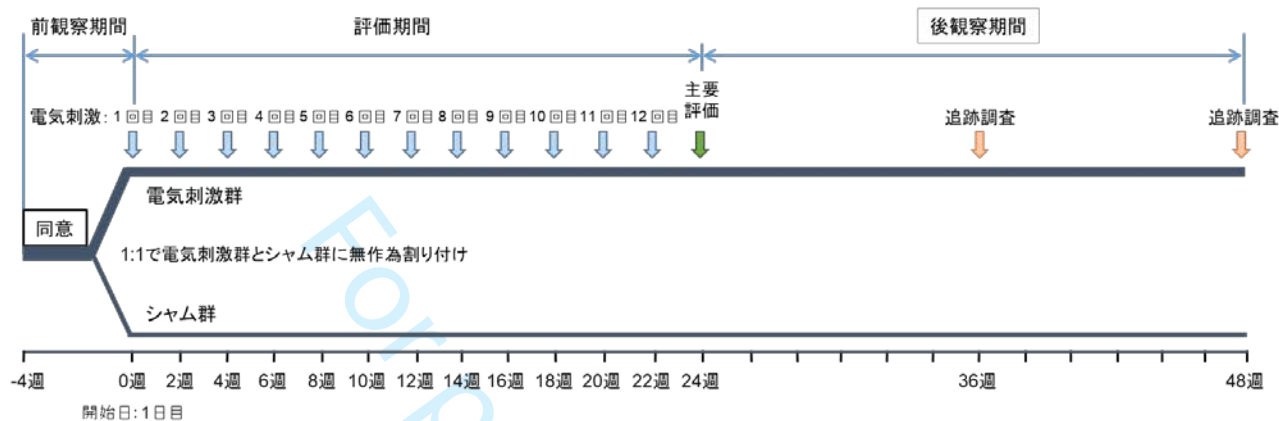 前観察期間 評価期間 後観察期間
主要
評価
電気刺激: 1回目 2回目 3回目 4回目 5回目 6回目 7回目 8回目 9回目 10回目 11回目 12回目 追跡調査 追跡調査
電気刺激群
同意
1:1で電気刺激群とシャム群に無作為割り付け
シャム群
-4週 0週 2週 4週 6週 8週 10週 12週 14週 16週 18週 20週 22週 24週 36週 48週
開始日:1日目
For p